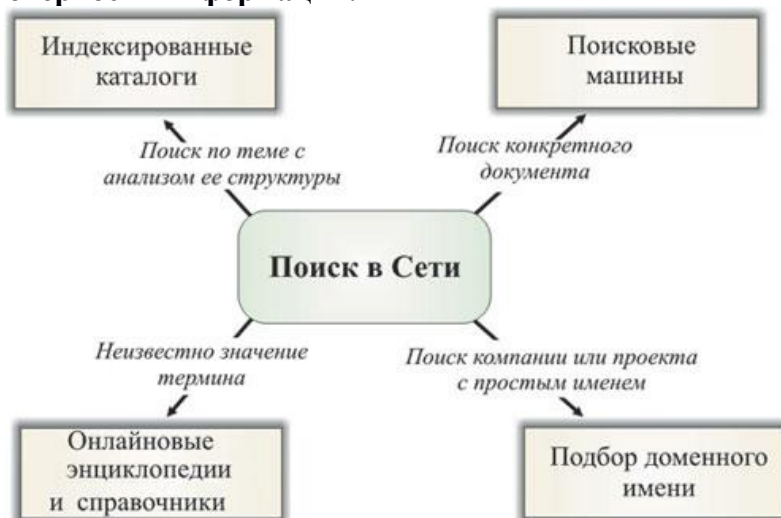 Индексированные
каталоги
Поисковые
машины
Поиск по теме с
анализом ее структуры
Поиск конкретного
документа
Поиск в Сети
Неизвестно значение
термина
Поиск компании или проекта
с простым именем
Онлайновые
энциклопедии
и справочники
Подбор доменного
имени